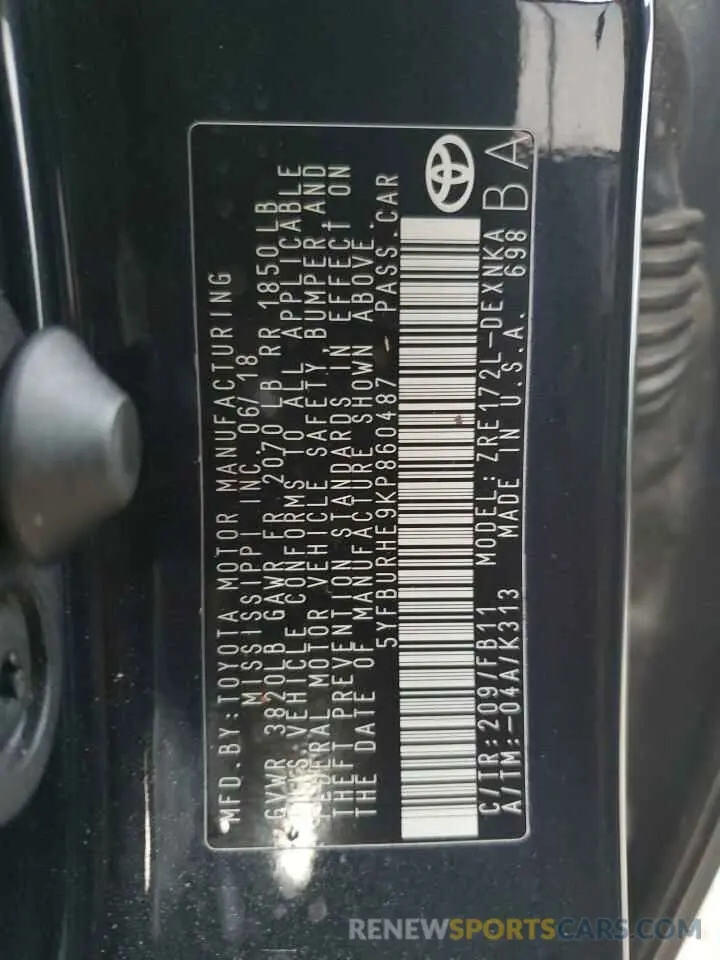 MFD.BY:TOYOTA MOTOR MANUFACTURING
MISSISSIPPI INC. 06/18
GVWR 3820LB GAWR FR 2070 LB RR 1850LB
THIS VEHICLE CONFORMS TO ALL APPLICABLE
FEDERAL MOTOR VEHICLE SAFETY, BUMPER, AND
THEFT PREVENTION STANDARDS IN EFFECT ON
THE DATE OF MANUFACTURE SHOWN ABOVE.
5YFBURHE9KP860487 - PASS.CAR
C/TR:209/FB11 MODEL:ZRE172L-DEXNKA
A/TM:-04A/K313 MADE IN U.S.A. 698
BA
RENEWSPORTSCARS.COM